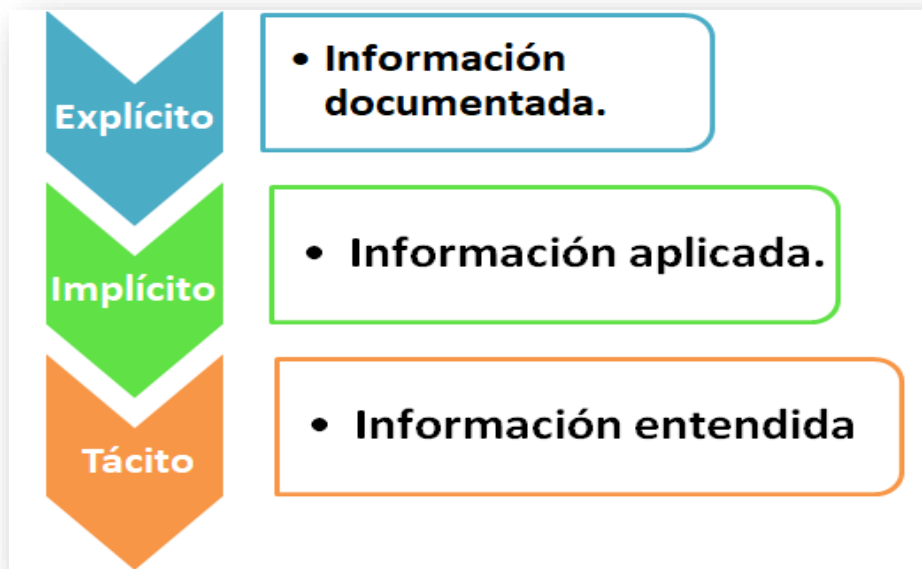 Explícito
• Información
documentada.
Implícito
• Información aplicada.
Tácito
• Información entendida